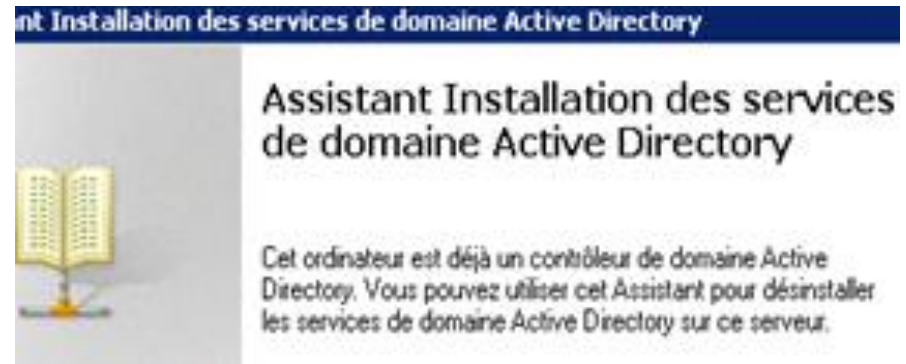 nt Installation des services de domaine Active Directory
Assistant Installation des services
de domaine Active Directory
Cet ordinateur est déjà un contrôleur de domaine Active
Directory. Vous pouvez utiliser cet Assistant pour désinstaller
les services de domaine Active Directory sur ce serveur.